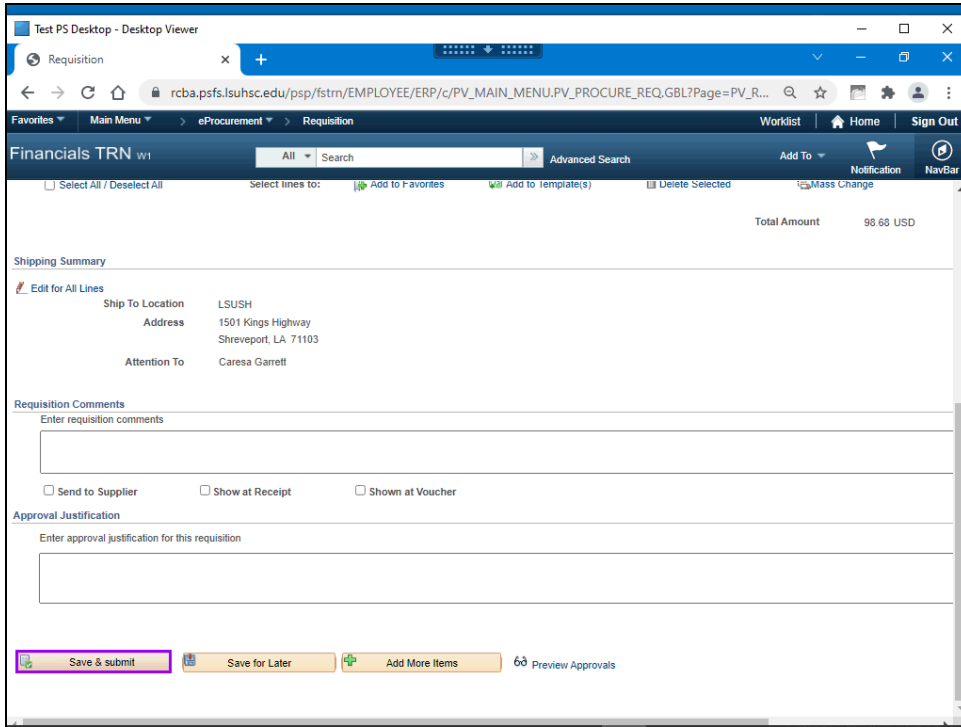 Test PS Desktop - Desktop Viewer
Requisition
rcba.psfs.lsuhsc.edu/psp/fstrn/EMPLOYEE/ERP/c/PV_MAIN_MENU.PV_PROCURE_REQ.GBL?Page=PV_R...
Favorites Main Menu > eProcurement > Requisition Worklist Home Sign Out
Financials TRN W1 All Search Advanced Search Add To Notification NavBar
Select All / Deselect All Select lines to: Add to Favorites Add to Template(s) Delete Selected Mass Change
Total Amount 98.68 USD
Shipping Summary
Edit for All Lines
Ship To Location LSUSH
Address 1501 Kings Highway
Shreveport, LA 71103
Attention To Caresa Garrett
Requisition Comments
Enter requisition comments
Send to Supplier Show at Receipt Shown at Voucher
Approval Justification
Enter approval justification for this requisition
Save & submit Save for Later Add More Items Preview Approvals